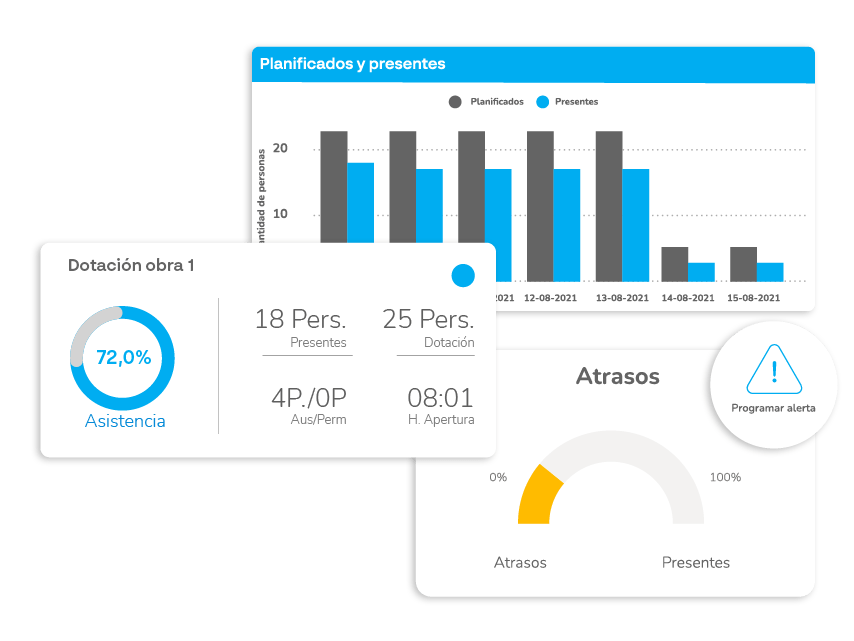 Planificados y presentes
Planificados
Presentes
20
10
12-08-2021
13-08-2021
14-08-2021
15-08-2021
de personas
Dotación obra 1
72,0%
Asistencia
18 Pers.
Presentes
25 Pers.
Dotación
4P./0P
Aus/Perm
08:01
H. Apertura
Atrasos
0%
100%
Atrasos
Presentes
Programar alerta